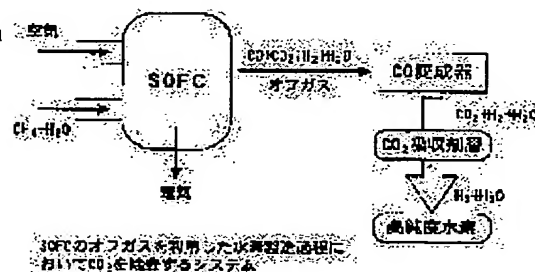 空気
SOFC
CO+CO₂+H₂+H₂O
オフガス
CO変成器
CH₄+H₂O
CO₂+H₂+H₂O
CO₂吸収剤層
電気
H₂+H₂O
高純度水素
SOFCのオフガスを利用した水素製造過程に
おいてCO₂を除去するシステム